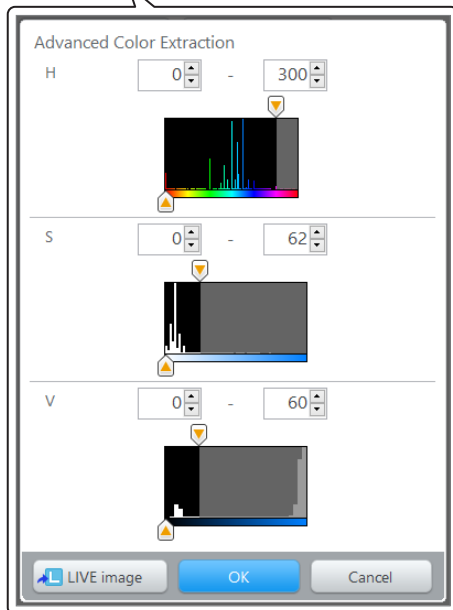 Advanced Color Extraction
H 0 - 300
S 0 - 62
V 0 - 60
L LIVE image OK Cancel